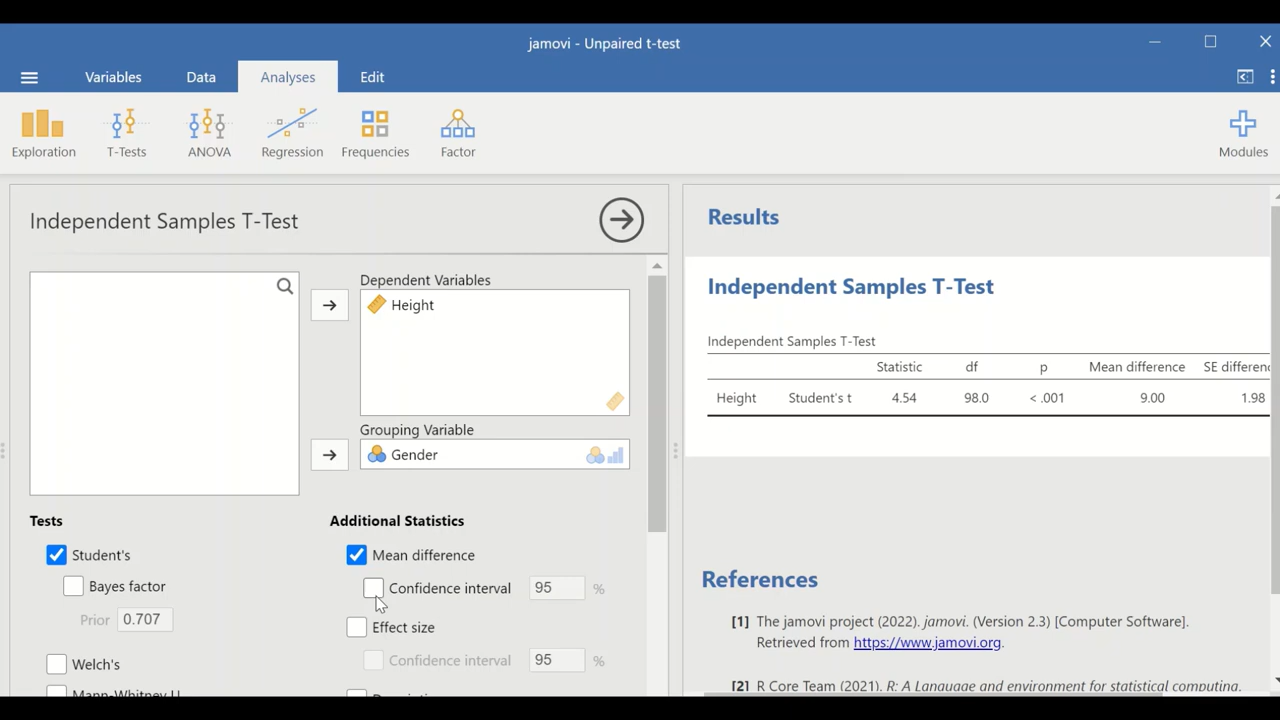 jamovi - Unpaired t-test
Variables Data Analyses Edit
Exploration T-Tests ANOVA Regression Frequencies Factor Modules
Independent Samples T-Test
Dependent Variables
Height
Grouping Variable
Gender
Tests
Student's
Bayes factor
Prior 0.707
Welch's
Mann-Whitney U
Additional Statistics
Mean difference
Confidence interval 95 %
Effect size
Confidence interval 95 %
Results
Independent Samples T-Test
Independent Samples T-Test
Statistic df p Mean difference SE differenc
Height Student's t 4.54 98.0 < .001 9.00 1.98
References
[1] The jamovi project (2022). jamovi. (Version 2.3) [Computer Software].
Retrieved from https://www.jamovi.org.
[2] R Core Team (2021). R: A Language and environment for statistical computing.